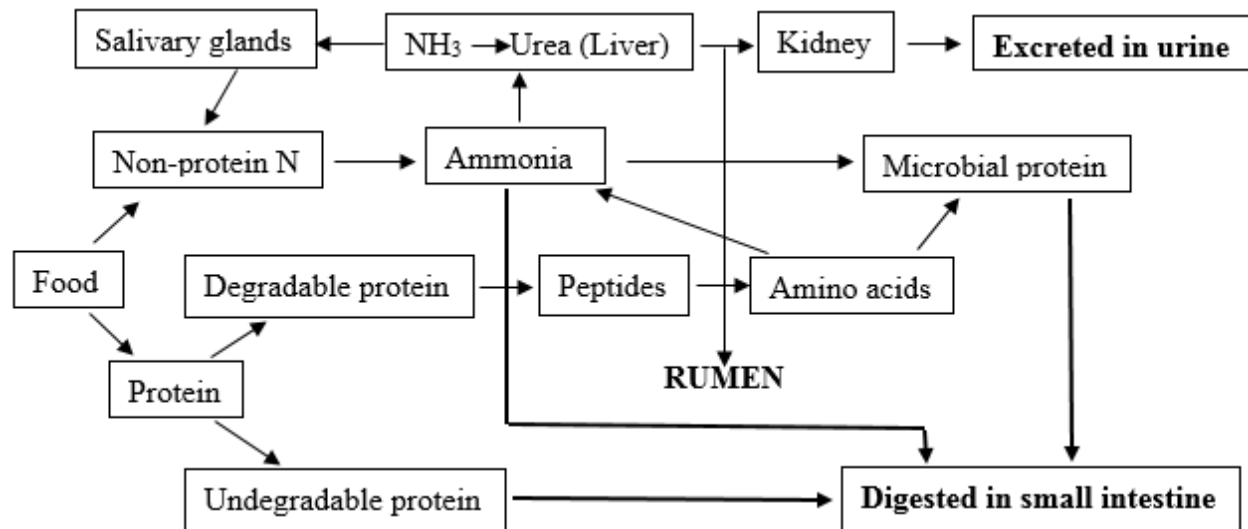 Salivary glands
NH₃ → Urea (Liver)
Kidney
Excreted in urine
Non-protein N
Ammonia
Microbial protein
Food
Degradable protein
Peptides
Amino acids
Protein
RUMEN
Undegradable protein
Digested in small intestine